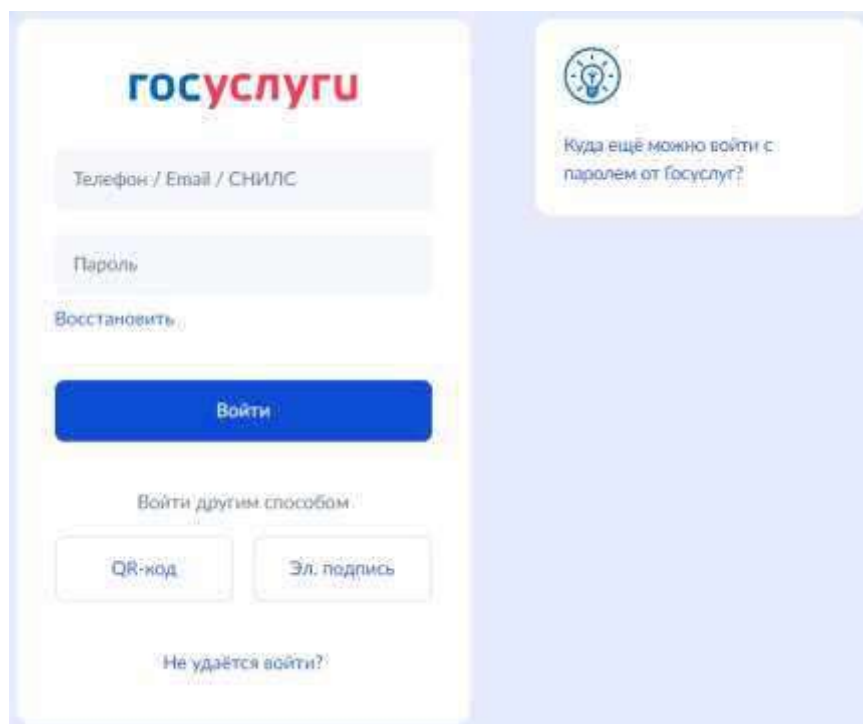 госуслуги
Телефон / Email / СНИЛС
Пароль
Восстановить
Войти
Войти другим способом
QR-код
Эл. подпись
Не удаётся войти?
Куда ещё можно войти с
паролем от Госуслуг?